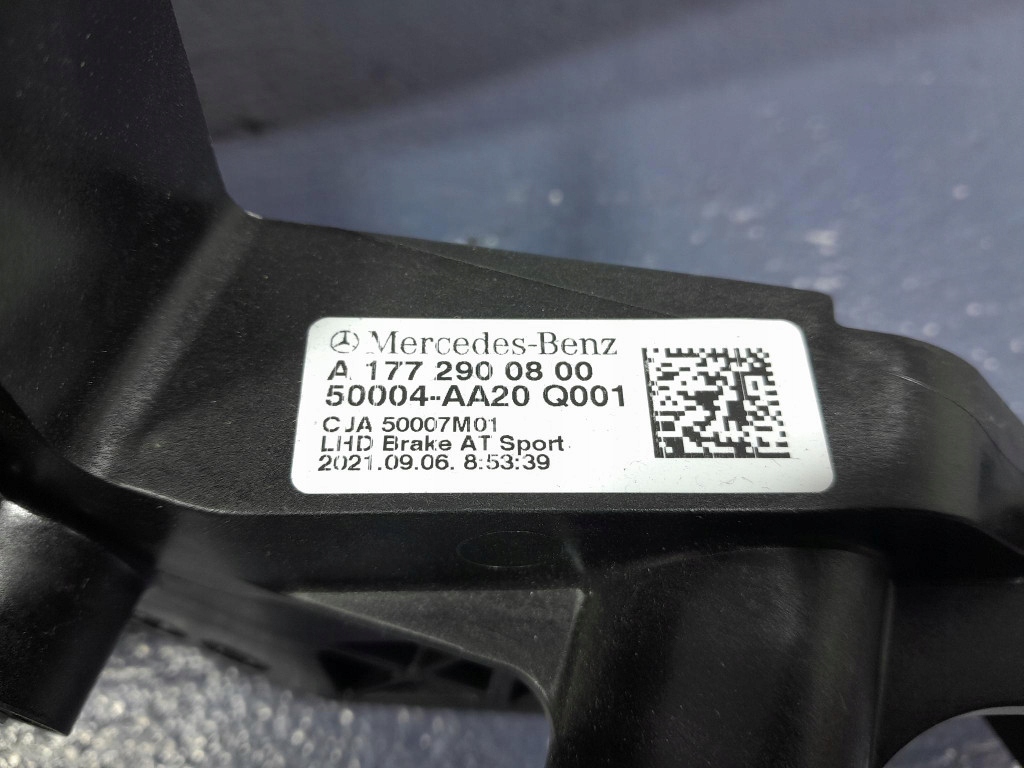 Mercedes-Benz
A 177 290 08 00
50004-AA20 Q001
CJA 50007M01
LHD Brake AT Sport
2021.09.06. 8:53:39